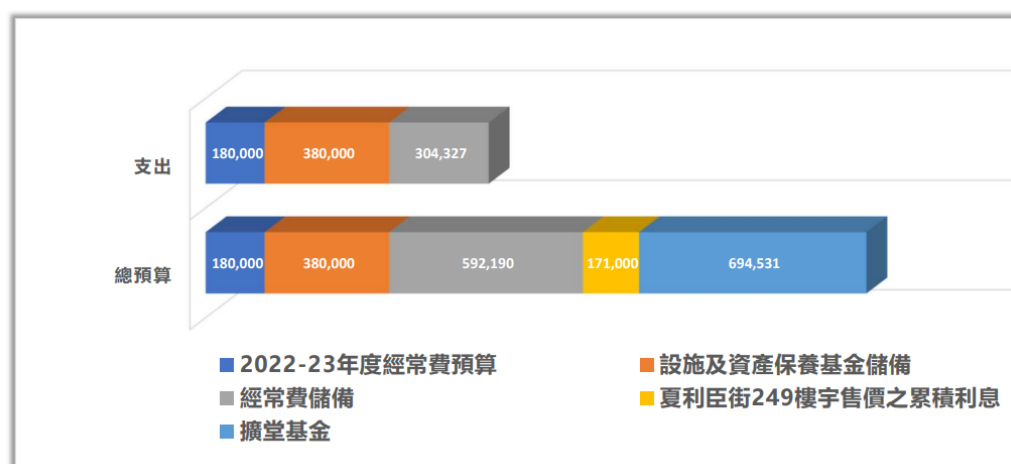 支出
180,000 380,000 304,327
總預算
180,000 380,000 592,190 171,000 694,531
2022-23年度經常費預算
設施及資產保養基金儲備
經常費儲備
夏利臣街249樓宇售價之累積利息
擴堂基金